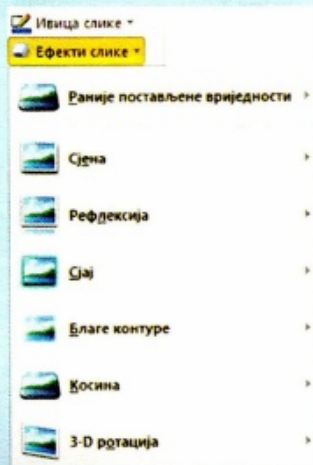 Ивица слике
Ефекти слике
Раније постављене вриједности
Сјена
Рефлексија
Сјај
Благе контуре
Косина
3-D ротација